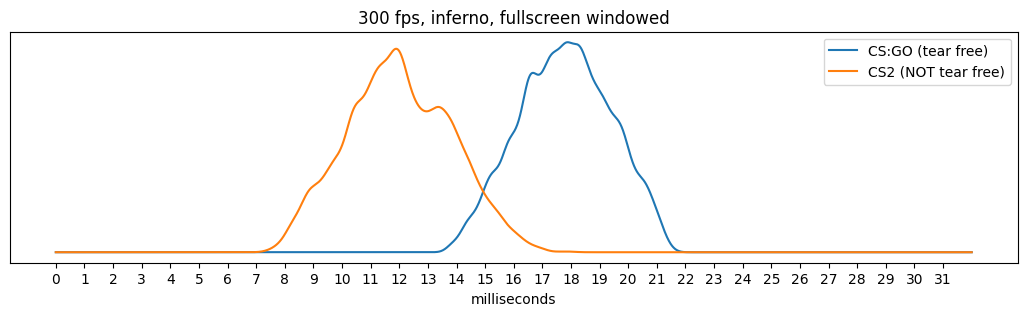 300 fps, inferno, fullscreen windowed
CS:GO (tear free)
CS2 (NOT tear free)
0 1 2 3 4 5 6 7 8 9 10 11 12 13 14 15 16 17 18 19 20 21 22 23 24 25 26 27 28 29 30 31
milliseconds